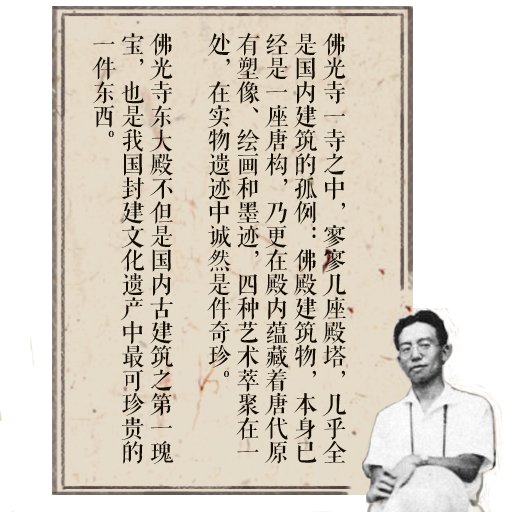 佛光寺一寺之中，寥寥几座殿塔，几乎全
是国内建筑的孤例：佛殿建筑物，本身已
经是一座唐构，乃更在殿内蕴藏着唐代原
有塑像、绘画和墨迹，四种艺术萃聚在一
处，在实物遗迹中诚然是件奇珍。
佛光寺东大殿不但是国内古建筑之第一瑰
宝，也是我国封建文化遗产中最可珍贵的
一件东西。